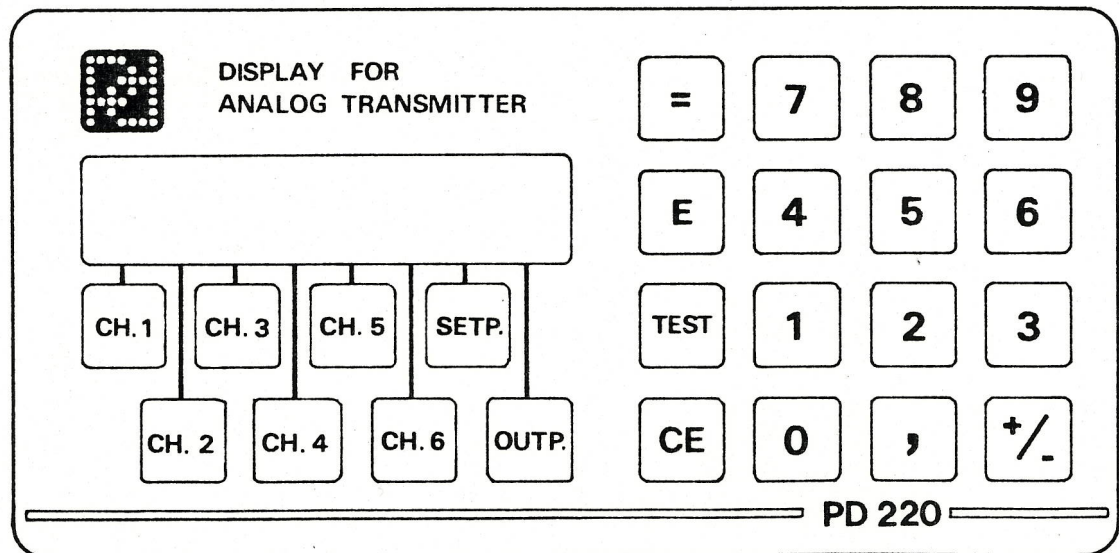 DISPLAY FOR
ANALOG TRANSMITTER
= 7 8 9
E 4 5 6
CH. 1 CH. 3 CH. 5 SETP.
TEST 1 2 3
CH. 2 CH. 4 CH. 6 OUTP.
CE 0 , +/-
PD 220